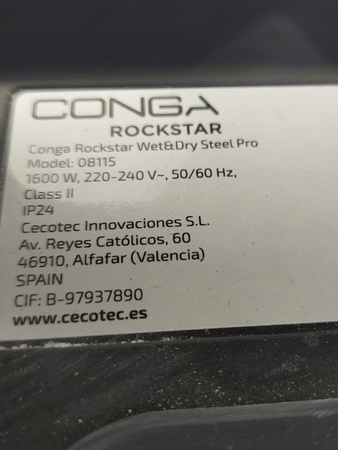 CONGA
ROCKSTAR
Conga Rockstar Wet&Dry Steel Pro
Model: 08115
1600 W, 220-240 V~, 50/60 Hz,
Class II
IP24
Cecotec Innovaciones S.L.
Av. Reyes Católicos, 60
46910, Alfafar (Valencia)
SPAIN
CIF: B-97937890
www.cecotec.es